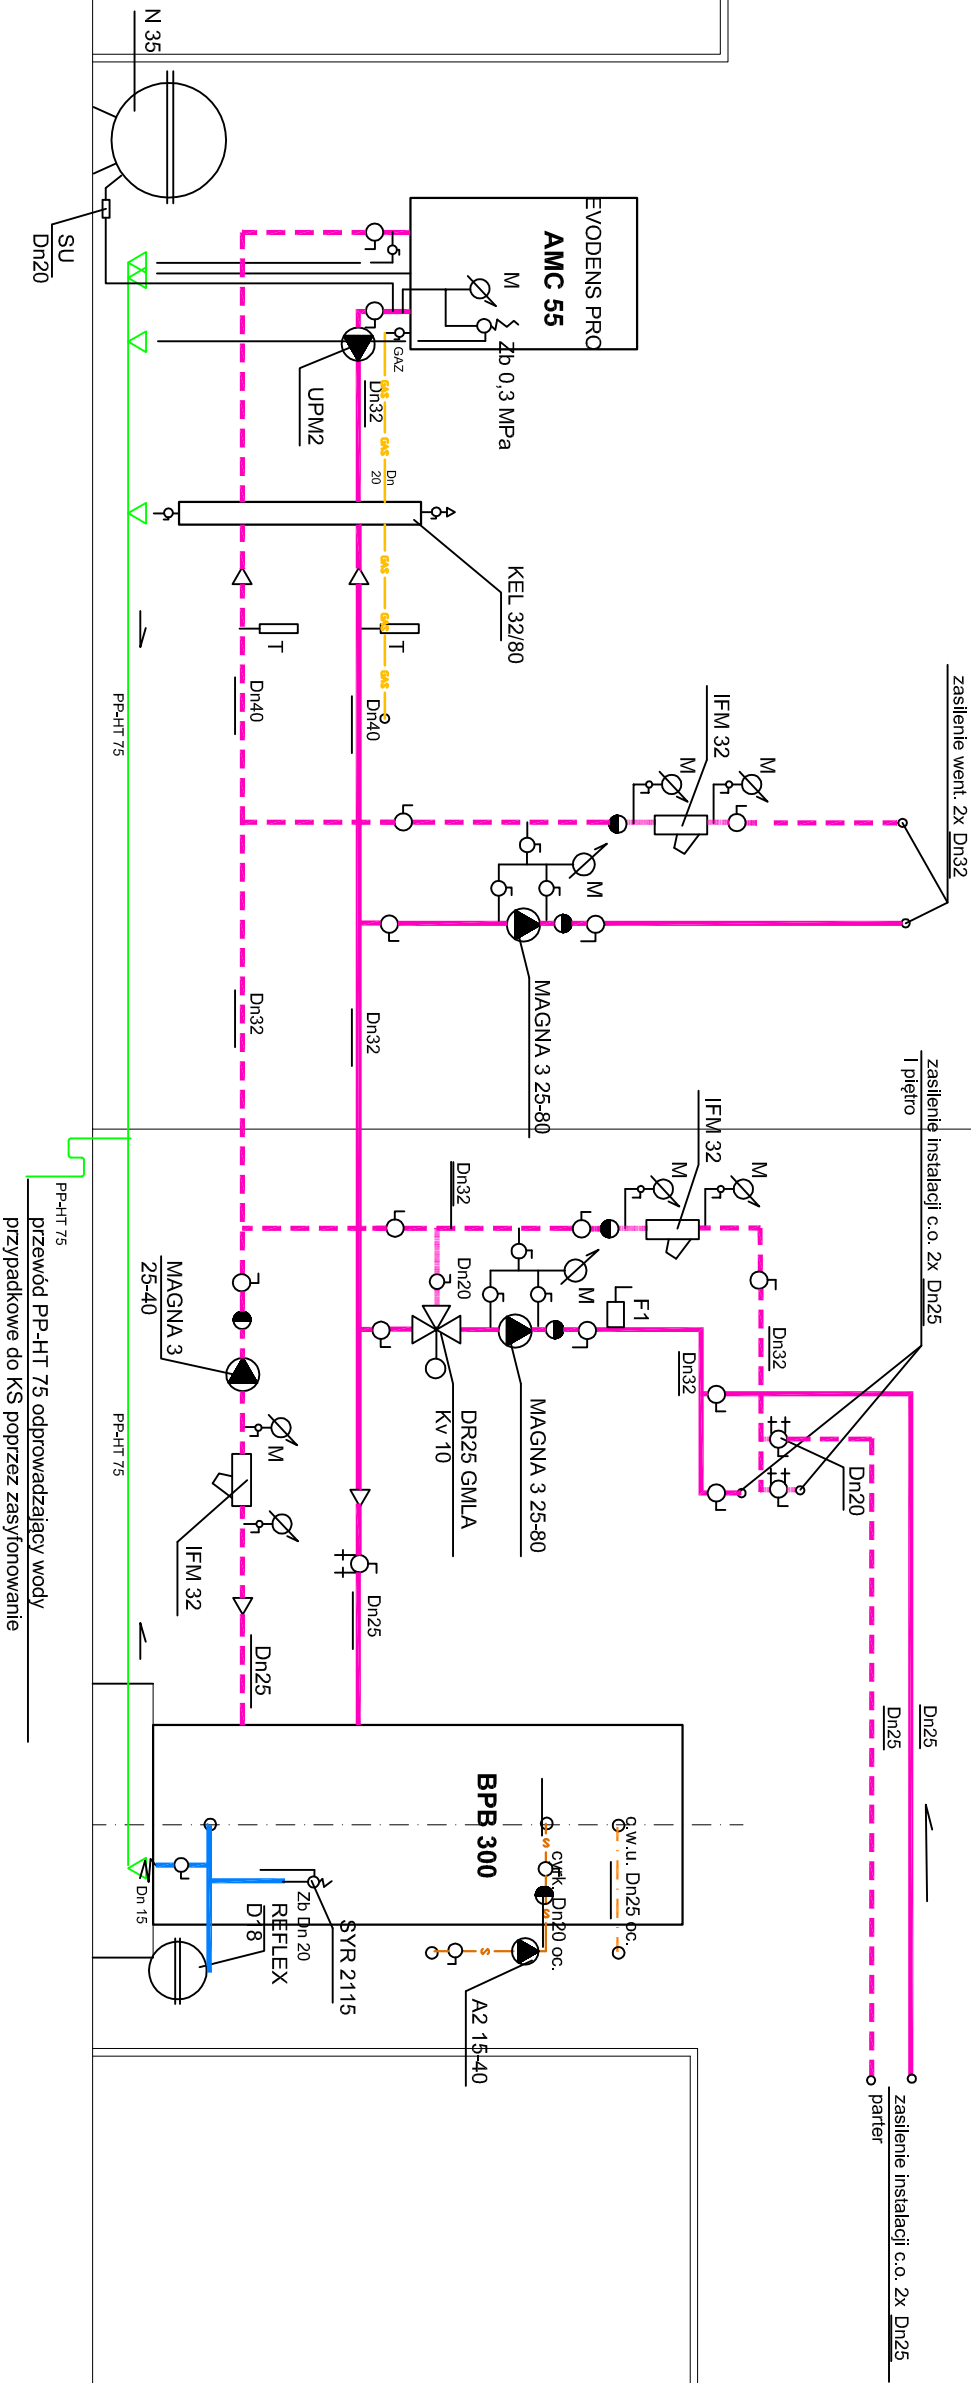 N 35
SU
Dn20
EVODENS PRO
AMC 55
M
Zb 0,3 MPa
GAZ
UPM2
Dn32
GAS
GAS
Dn
20
GAS
GAS
GAS
KEL 32/80
T
T
Dn40
Dn40
PP-HT 75
IFM 32
M
M
zasilenie went. 2x Dn32
M
MAGNA 3 25-80
Dn32
Dn32
zasilenie instalacji c.o. 2x Dn25
I piętro
IFM 32
M
M
Dn32
Dn20
M
F1
Dn32
Dn32
MAGNA 3 25-80
DR25 GMLA
Kv 10
Dn20
MAGNA 3
25-40
M
IFM 32
PP-HT 75
PP-HT 75
przewód PP-HT 75 odprowadzający wody
przypadkowe do KS poprzez zasyfonowanie
Dn25
Dn25
Dn25
Dn25
BPB 300
c.w.u. Dn25 oc.
cyrk. Dn20 oc.
S
S
S
Dn 15
Zb Dn 20
REFLEX
D18
SYR 2115
A2 15-40
zasilenie instalacji c.o. 2x Dn25
parter